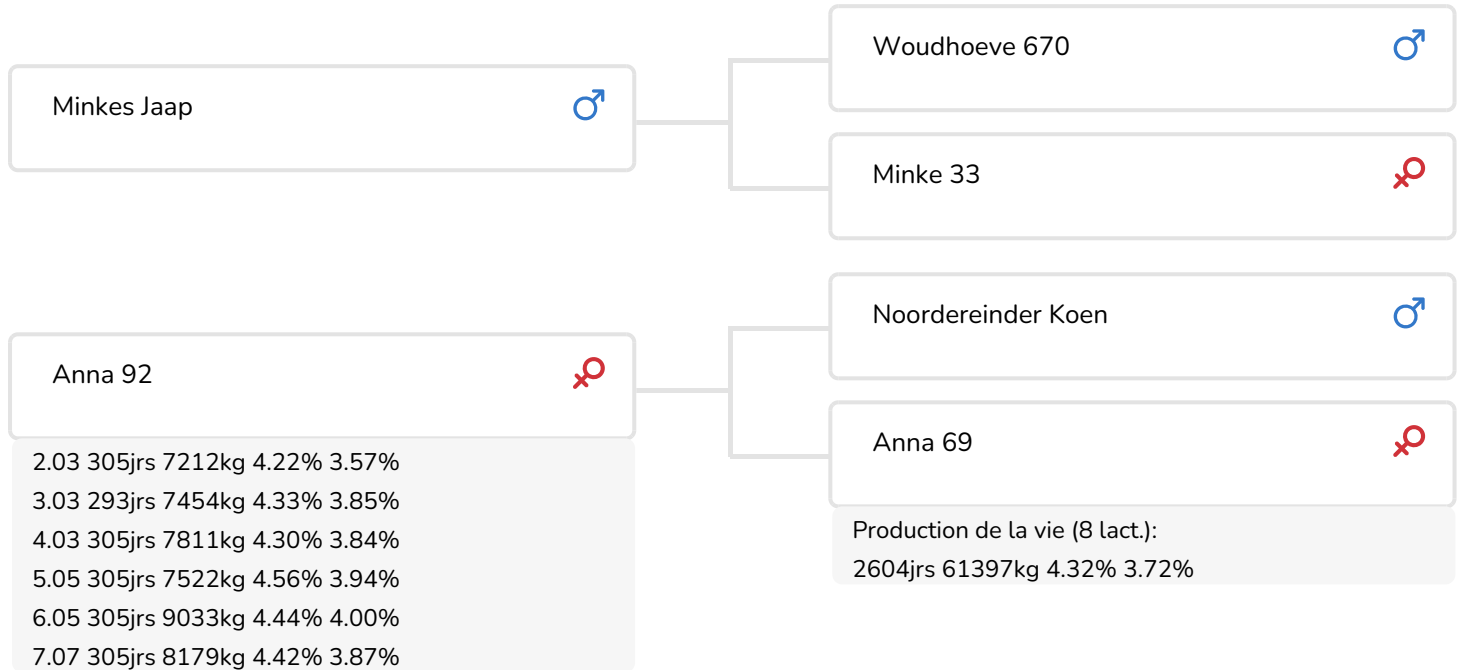 Minkes Jaap
Woudhoeve 670
Minke 33
Anna 92
2.03 305jrs 7212kg 4.22% 3.57%
3.03 293jrs 7454kg 4.33% 3.85%
4.03 305jrs 7811kg 4.30% 3.84%
5.05 305jrs 7522kg 4.56% 3.94%
6.05 305jrs 9033kg 4.44% 4.00%
7.07 305jrs 8179kg 4.42% 3.87%
Noordereinder Koen
Anna 69
Production de la vie (8 lact.):
2604jrs 61397kg 4.32% 3.72%